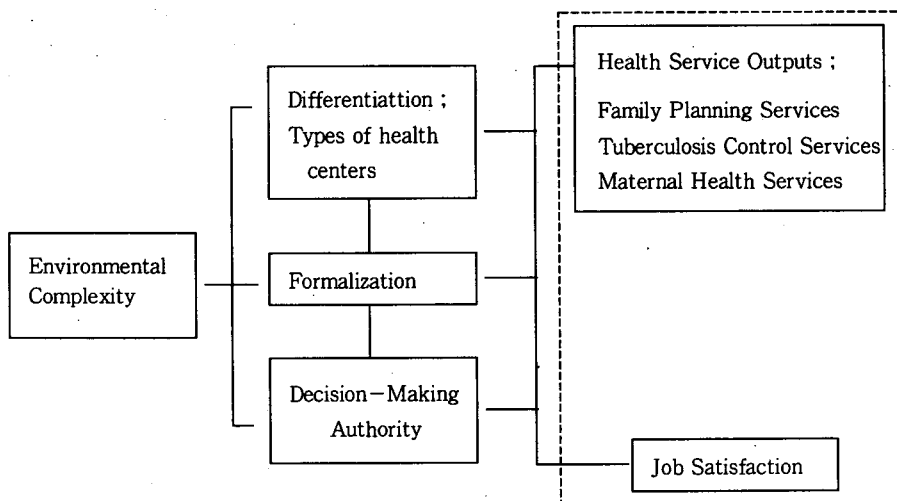 Health Service Outputs ;
Family Planning Services
Tuberculosis Control Services
Maternal Health Services
Differentiattion ;
Types of health
centers
Environmental
Complexity
Formalization
Decision-Making
Authority
Job Satisfaction